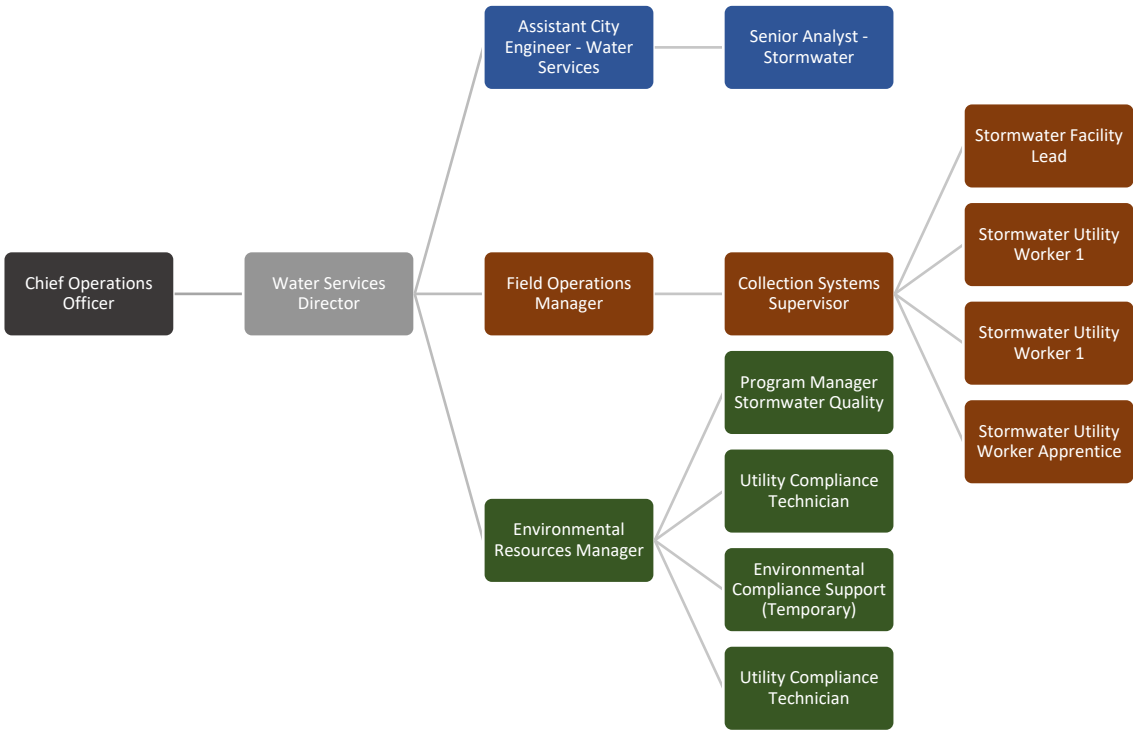 Assistant City
Engineer - Water
Services
Senior Analyst -
Stormwater
Stormwater Facility
Lead
Stormwater Utility
Worker 1
Chief Operations
Officer
Water Services
Director
Field Operations
Manager
Collection Systems
Supervisor
Stormwater Utility
Worker 1
Program Manager
Stormwater Quality
Stormwater Utility
Worker Apprentice
Utility Compliance
Technician
Environmental
Resources Manager
Environmental
Compliance Support
(Temporary)
Utility Compliance
Technician